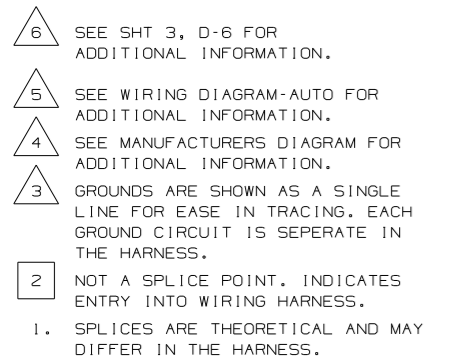 6 SEE SHT 3, D-6 FOR
ADDITIONAL INFORMATION.
5 SEE WIRING DIAGRAM-AUTO FOR
ADDITIONAL INFORMATION.
4 SEE MANUFACTURERS DIAGRAM FOR
ADDITIONAL INFORMATION.
3 GROUNDS ARE SHOWN AS A SINGLE
LINE FOR EASE IN TRACING. EACH
GROUND CIRCUIT IS SEPERATE IN
THE HARNESS.
2 NOT A SPLICE POINT. INDICATES
ENTRY INTO WIRING HARNESS.
1. SPLICES ARE THEORETICAL AND MAY
DIFFER IN THE HARNESS.